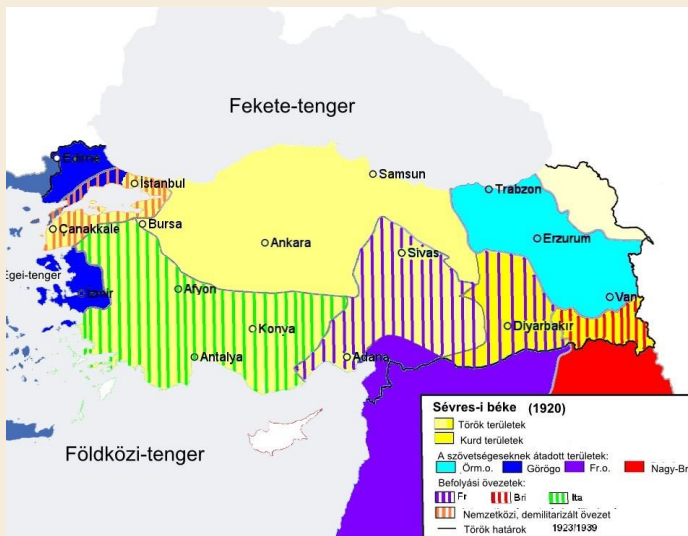 Fekete-tenger
Edirne
İstanbul
Samsun
Trabzon
Çanakkale
Bursa
Ankara
Sivas
Erzurum
Egei-tenger
İzmir
Afyon
Van
Konya
Diyarbakır
Antalya
Adana
Földközi-tenger
Sévres-i béke (1920)
Török területek
Kurd területek
A szövetségeseknek átadott területek:
Örm.o. Görögo Fr.o. Nagy-Br
Befolyási övezetek:
Fr Bri Ita
Nemzetközi, demilitarizált övezet
Török határok 1923/1939